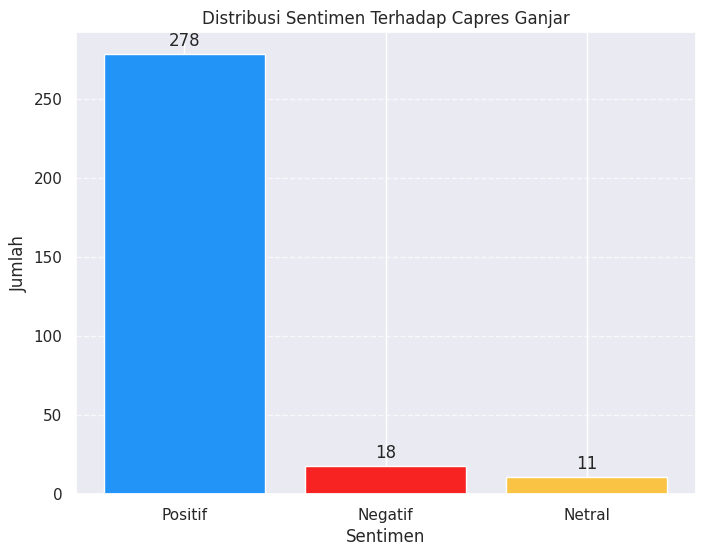 Distribusi Sentimen Terhadap Capres Ganjar
278
250
200
150
100
50
0
18
11
Jumlah
Positif
Negatif
Netral
Sentimen